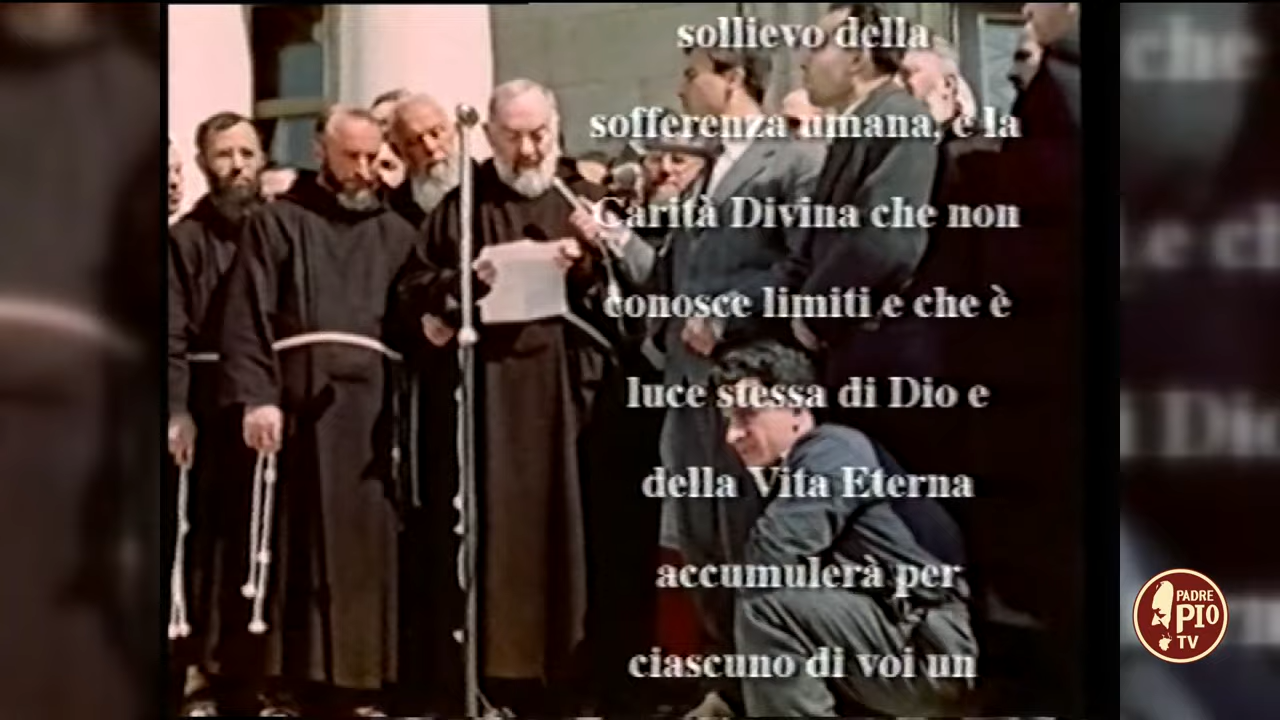 sollievo della
sofferenza umana, e la
Carità Divina che non
conosce limiti e che è
luce stessa di Dio e
della Vita Eterna
accumulerà per
ciascuno di voi un
PADRE
PIO
TV